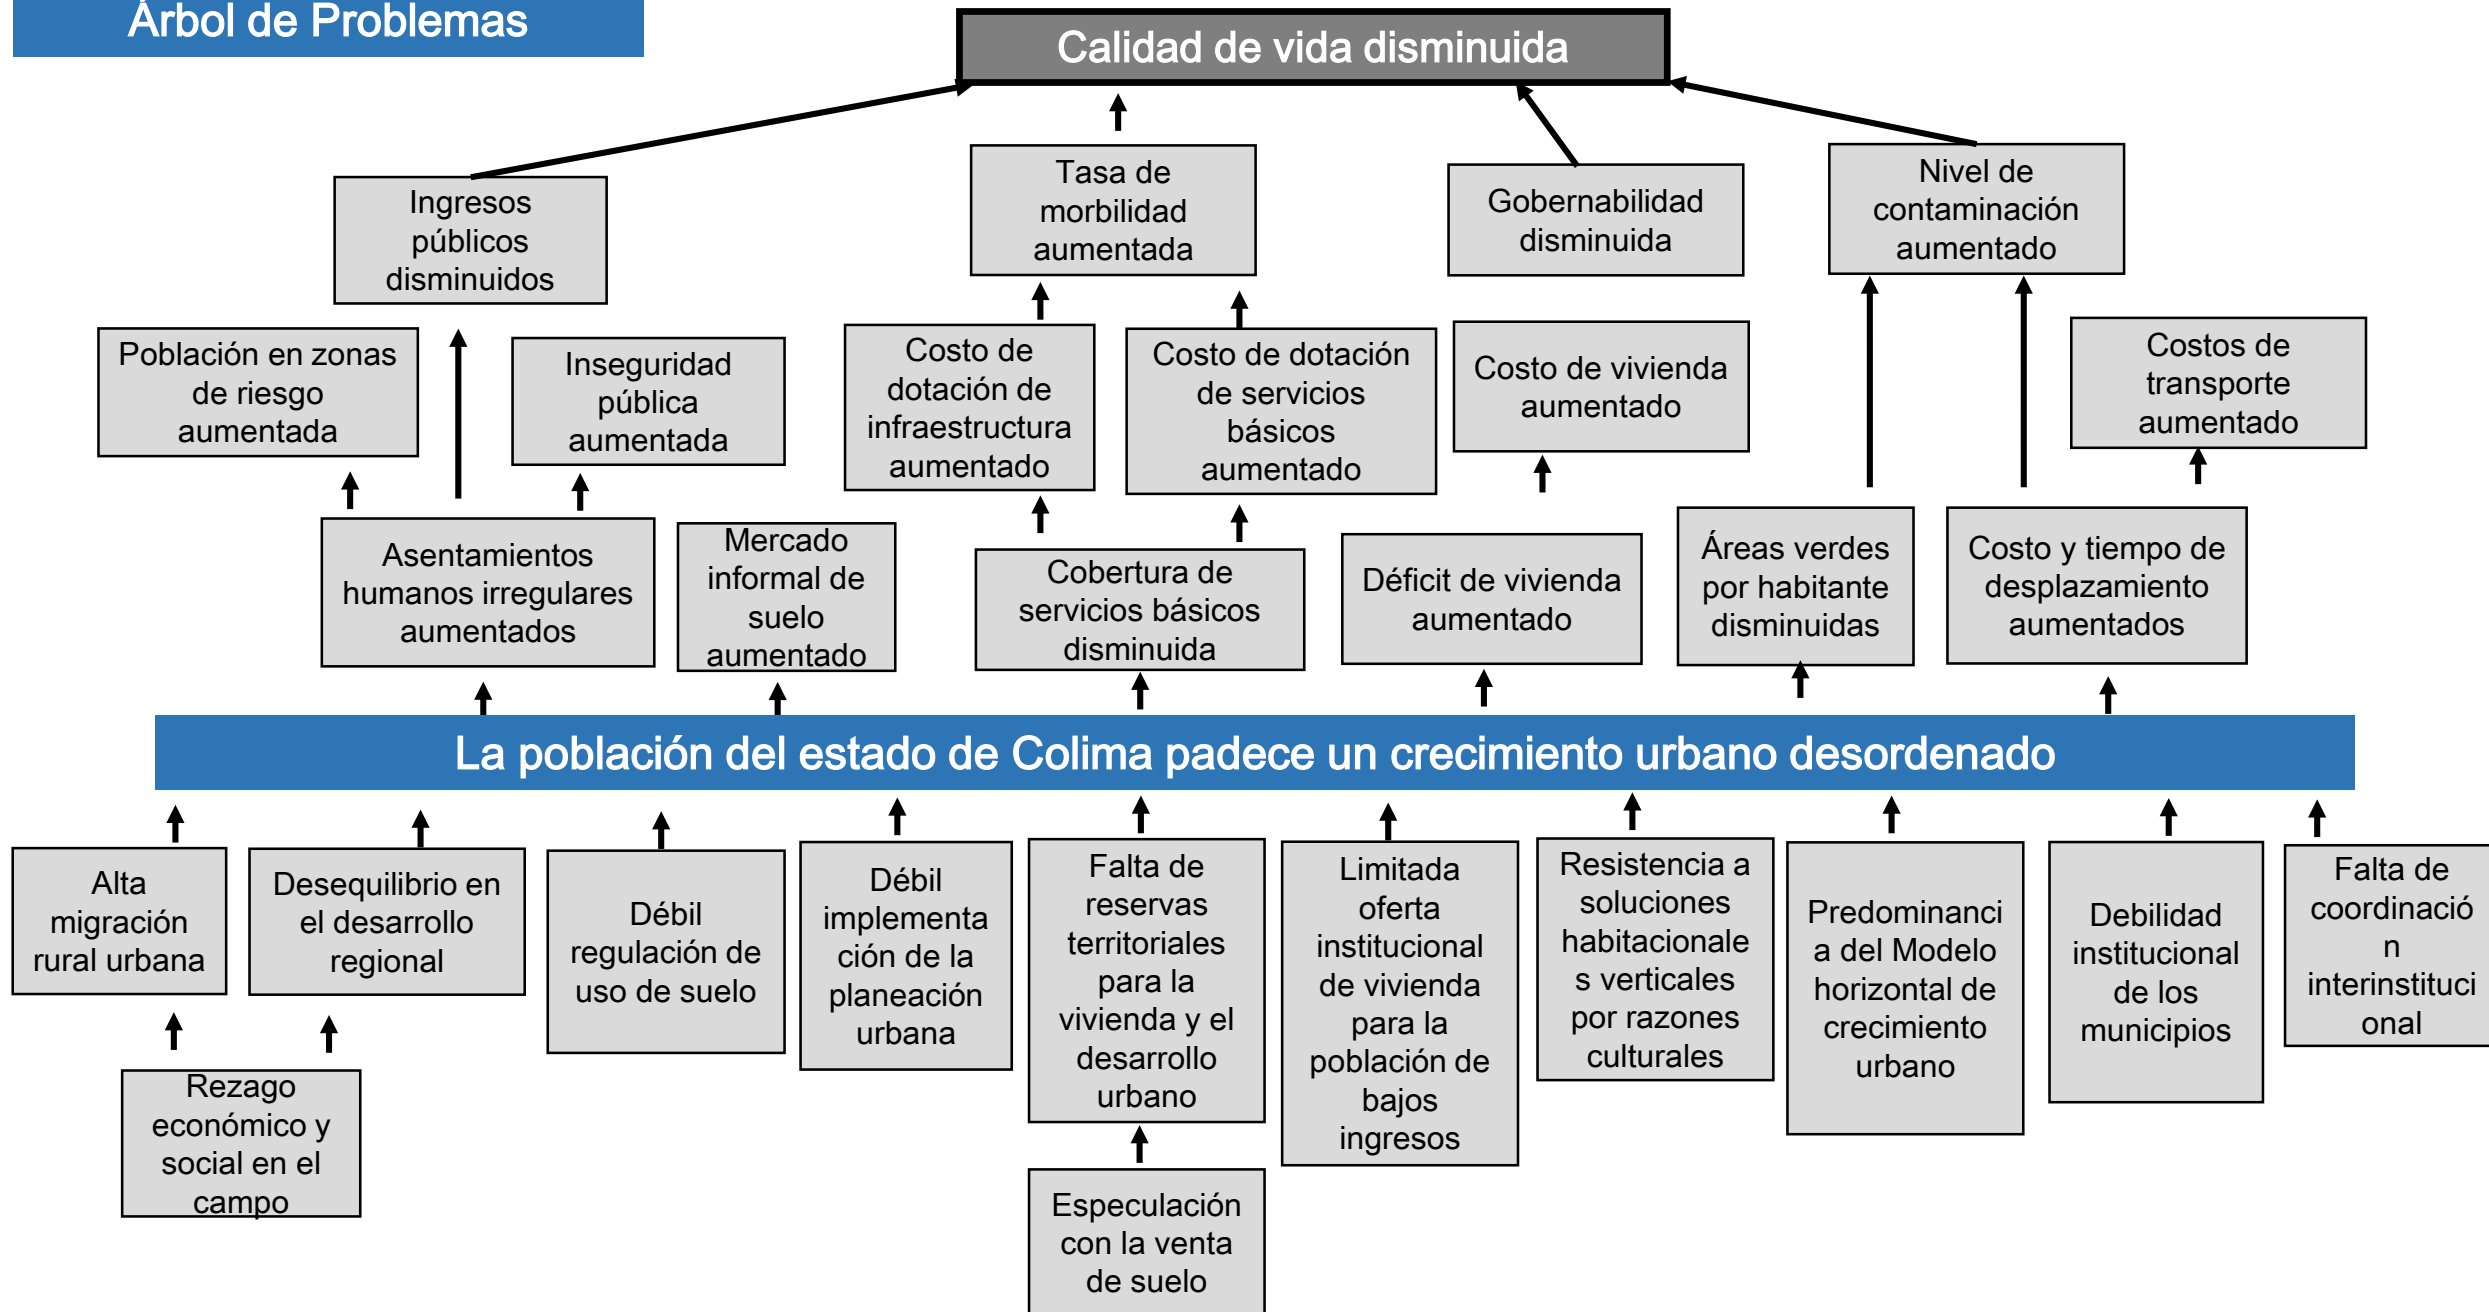 Árbol de Problemas
Calidad de vida disminuida
Ingresos
públicos
disminuidos
Tasa de
morbilidad
aumentada
Gobernabilidad
disminuida
Nivel de
contaminación
aumentado
Población en zonas
de riesgo
aumentada
Inseguridad
pública
aumentada
Costo de
dotación de
infraestructura
aumentado
Costo de dotación
de servicios
básicos
aumentado
Costo de vivienda
aumentado
Costos de
transporte
aumentado
Asentamientos
humanos irregulares
aumentados
Mercado
informal de
suelo
aumentado
Cobertura de
servicios básicos
disminuida
Déficit de vivienda
aumentado
Áreas verdes
por habitante
disminuidas
Costo y tiempo de
desplazamiento
aumentados
La población del estado de Colima padece un crecimiento urbano desordenado
Alta
migración
rural urbana
Desequilibrio en
el desarrollo
regional
Débil
regulación de
uso de suelo
Débil
implementa
ción de la
planeación
urbana
Falta de
reservas
territoriales
para la
vivienda y el
desarrollo
urbano
Limitada
oferta
institucional
de vivienda
para la
población de
bajos
ingresos
Resistencia a
soluciones
habitacionale
s verticales
por razones
culturales
Predominanci
a del Modelo
horizontal de
crecimiento
urbano
Debilidad
institucional
de los
municipios
Falta de
coordinació
n
interinstituci
onal
Rezago
económico y
social en el
campo
Especulación
con la venta
de suelo